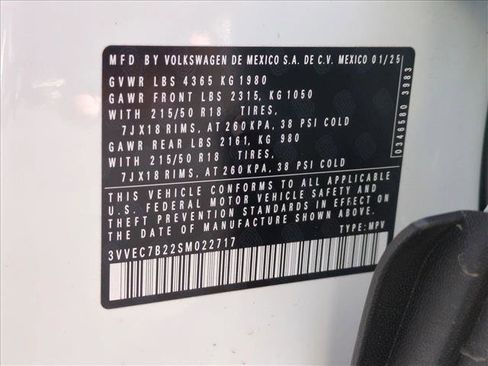 MFD BY VOLKSWAGEN DE MEXICO S.A. DE C.V. MEXICO 01/25
GVWR LBS 4365 KG 1980
GAWR FRONT LBS 2315, KG 1050
WITH 215/50 R18 TIRES,
7JX18 RIMS, AT 260 KPA, 38 PSI COLD
GAWR REAR LBS 2161, KG 980
WITH 215/50 R18 TIRES,
7JX18 RIMS, AT 260 KPA, 38 PSI COLD
THIS VEHICLE CONFORMS TO ALL APPLICABLE
U.S. FEDERAL MOTOR VEHICLE SAFETY AND
THEFT PREVENTION STANDARDS IN EFFECT ON
THE DATE OF MANUFACTURE SHOWN ABOVE.
3VVEC7B22SM022717 TYPE: MPV
0346580 3983